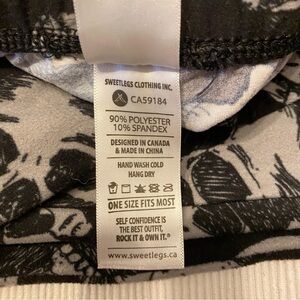 SWEETLEGS CLOTHING INC.
CA59184
90% POLYESTER
10% SPANDEX
DESIGNED IN CANADA
& MADE IN CHINA
HAND WASH COLD
HANG DRY
ONE SIZE FITS MOST
SELF CONFIDENCE IS
THE BEST OUTFIT,
ROCK IT & OWN IT.®
www.sweetlegs.ca